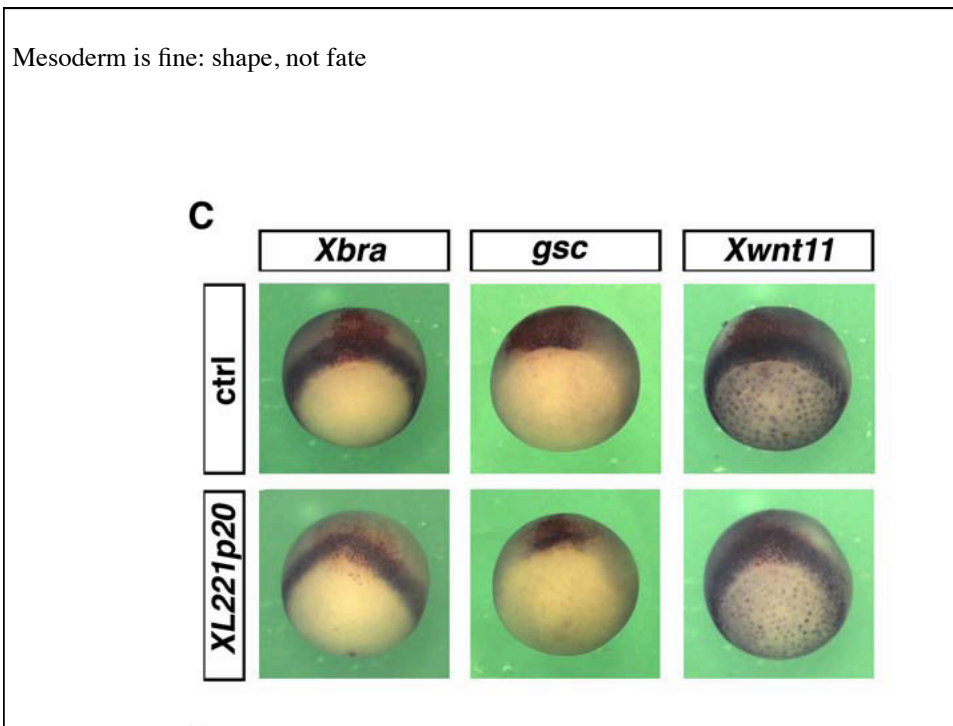 Mesoderm is fine: shape, not fate
C
Xbra
gsc
Xwnt11
ctrl
XL221p20